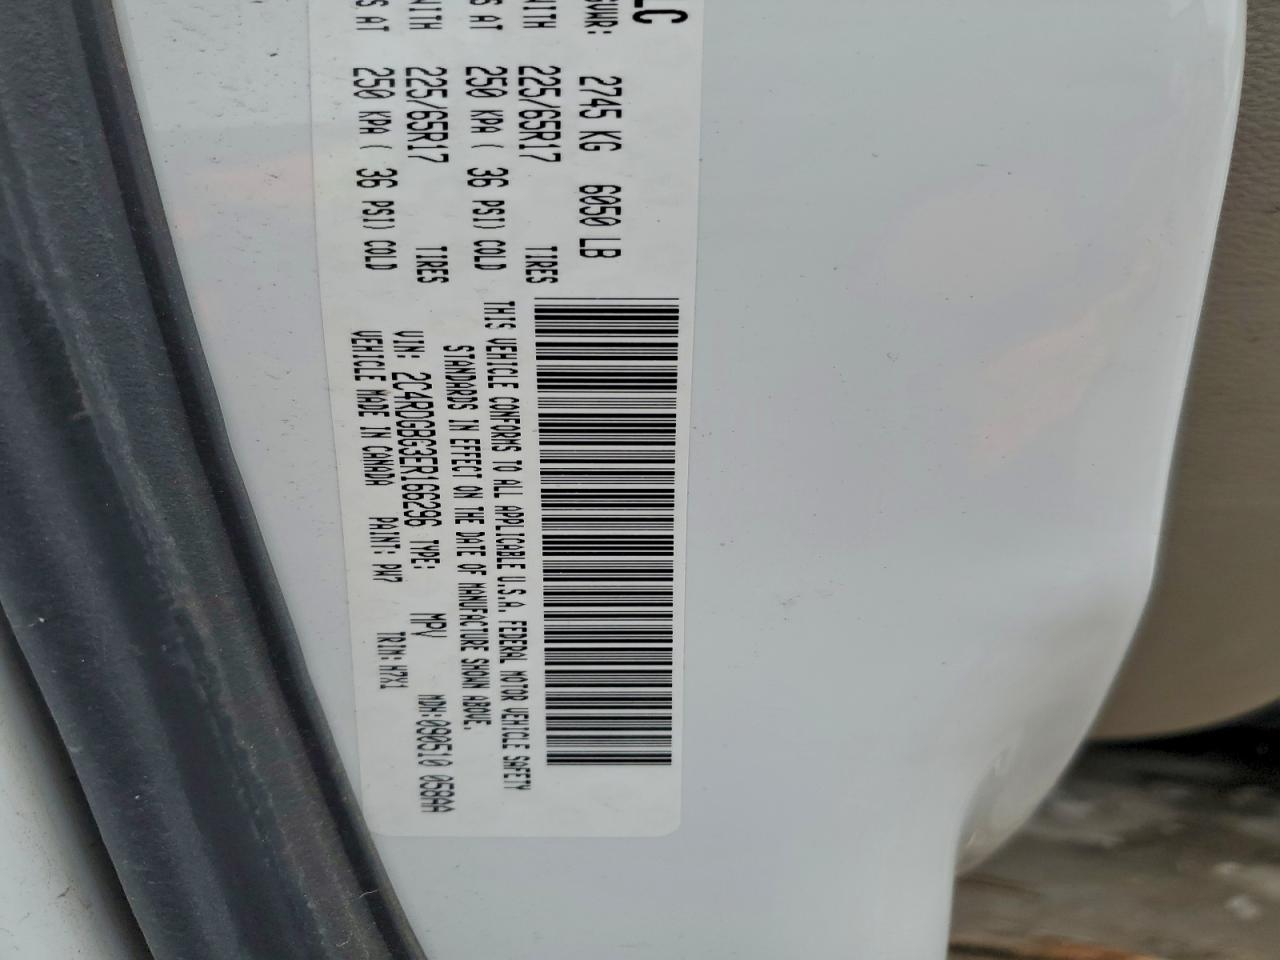 LC
GVWR: 2745 KG 6050 LB
WITH 225/65R17 TIRES
S AT 250 KPA ( 36 PSI) COLD
WITH 225/65R17 TIRES
S AT 250 KPA ( 36 PSI) COLD
THIS VEHICLE CONFORMS TO ALL APPLICABLE U.S.A. FEDERAL MOTOR VEHICLE SAFETY
STANDARDS IN EFFECT ON THE DATE OF MANUFACTURE SHOWN ABOVE.
VIN: 2C4RDGBG3ER166296 TYPE: MPV MDH:090510 058AA
VEHICLE MADE IN CANADA PAINT: PW7 TRIM: H7X1